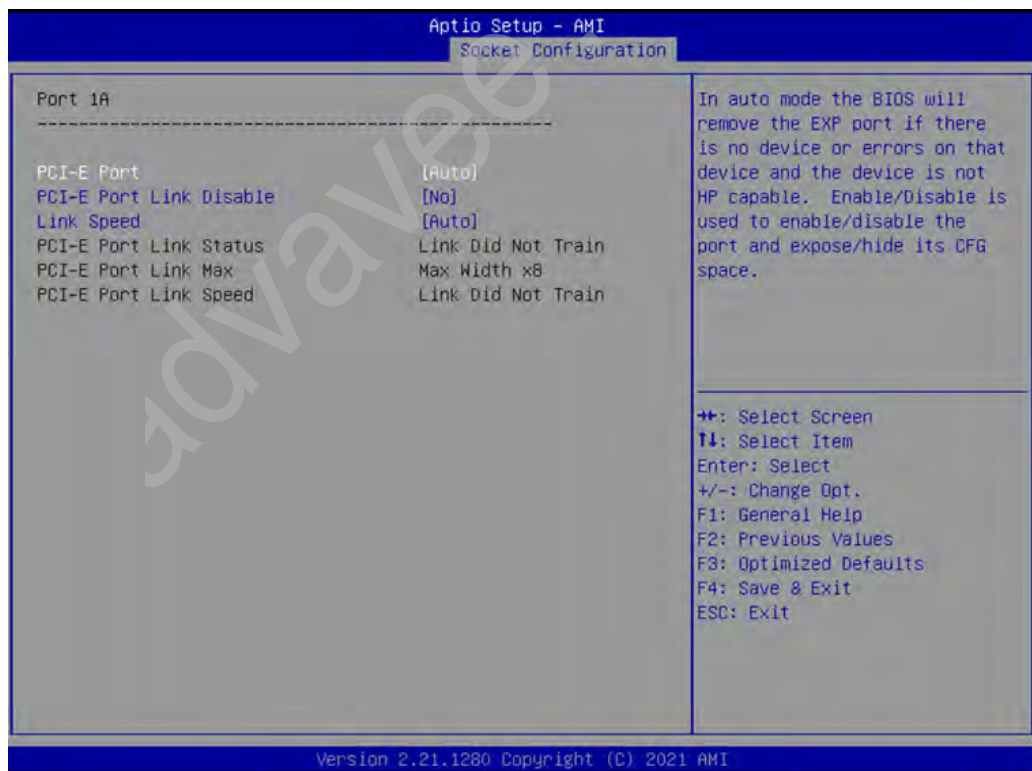 Aptio Setup - AMI
Socket Configuration
Port 1A
--------------------------------------------------
PCI-E Port [Auto]
PCI-E Port Link Disable [No]
Link Speed [Auto]
PCI-E Port Link Status Link Did Not Train
PCI-E Port Link Max Max Width x8
PCI-E Port Link Speed Link Did Not Train
In auto mode the BIOS will
remove the EXP port if there
is no device or errors on that
device and the device is not
HP capable. Enable/Disable is
used to enable/disable the
port and expose/hide its CFG
space.
→←: Select Screen
↑↓: Select Item
Enter: Select
+/-: Change Opt.
F1: General Help
F2: Previous Values
F3: Optimized Defaults
F4: Save & Exit
ESC: Exit
Version 2.21.1280 Copyright (C) 2021 AMI